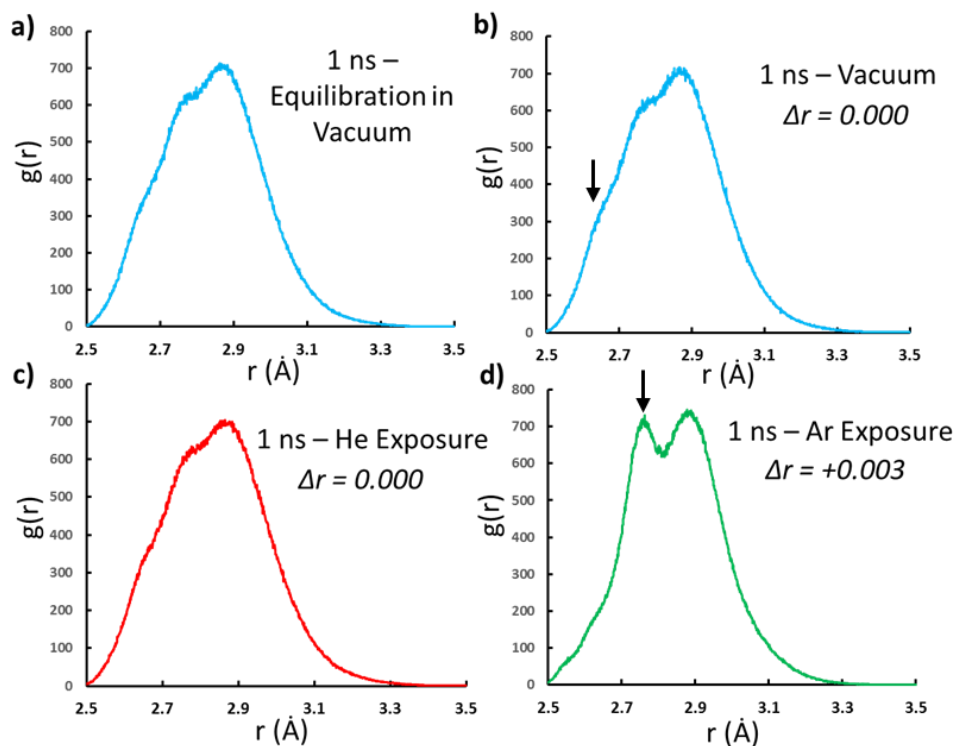 a)
1 ns –
Equilibration in
Vacuum
g(r)
800
700
600
500
400
300
200
100
0
2.5 2.7 2.9 3.1 3.3 3.5
r (Å)
b)
1 ns – Vacuum
Δr = 0.000
g(r)
800
700
600
500
400
300
200
100
0
2.5 2.7 2.9 3.1 3.3 3.5
r (Å)
c)
1 ns – He Exposure
Δr = 0.000
g(r)
800
700
600
500
400
300
200
100
0
2.5 2.7 2.9 3.1 3.3 3.5
r (Å)
d)
1 ns – Ar Exposure
Δr = +0.003
g(r)
800
700
600
500
400
300
200
100
0
2.5 2.7 2.9 3.1 3.3 3.5
r (Å)